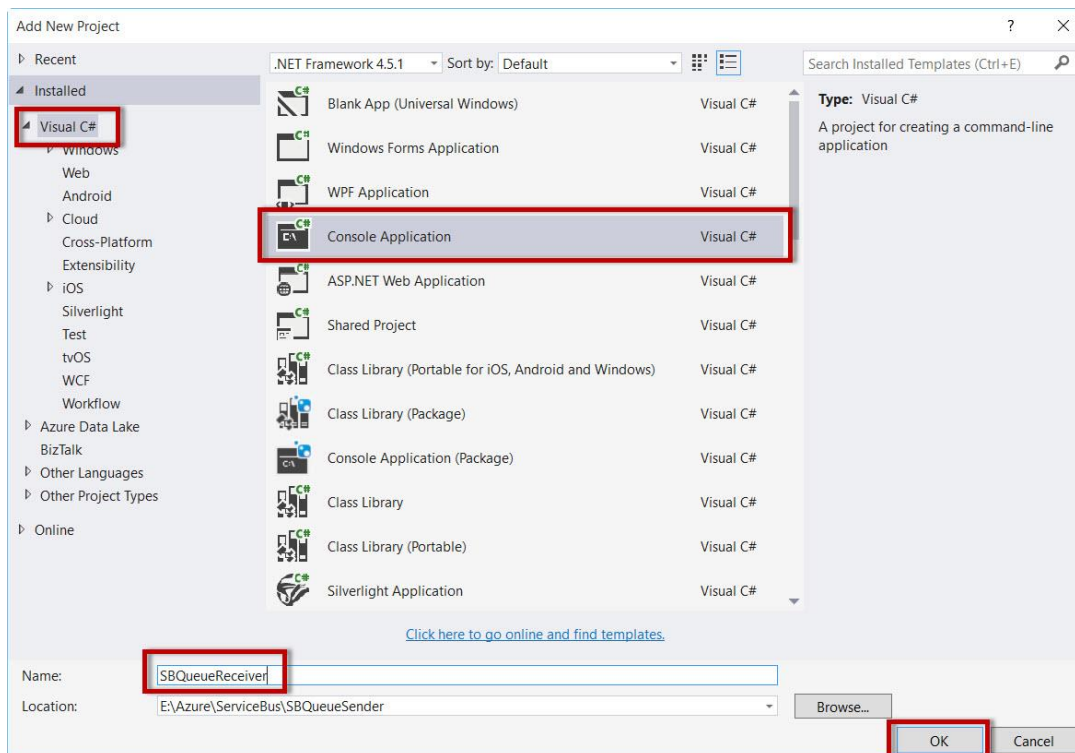 Add New Project
?
Recent
.NET Framework 4.5.1
Sort by: Default
Search Installed Templates (Ctrl+E)
Installed
Visual C#
Windows
Web
Android
Cloud
Cross-Platform
Extensibility
iOS
Silverlight
Test
tvOS
WCF
Workflow
Azure Data Lake
BizTalk
Other Languages
Other Project Types
Online
Blank App (Universal Windows) Visual C#
Windows Forms Application Visual C#
WPF Application Visual C#
Console Application Visual C#
ASP.NET Web Application Visual C#
Shared Project Visual C#
Class Library (Portable for iOS, Android and Windows) Visual C#
Class Library (Package) Visual C#
Console Application (Package) Visual C#
Class Library Visual C#
Class Library (Portable) Visual C#
Silverlight Application Visual C#
Type: Visual C#
A project for creating a command-line
application
Click here to go online and find templates.
Name: SBQueueReceiver
Location: E:\Azure\ServiceBus\SBQueueSender
Browse...
OK
Cancel